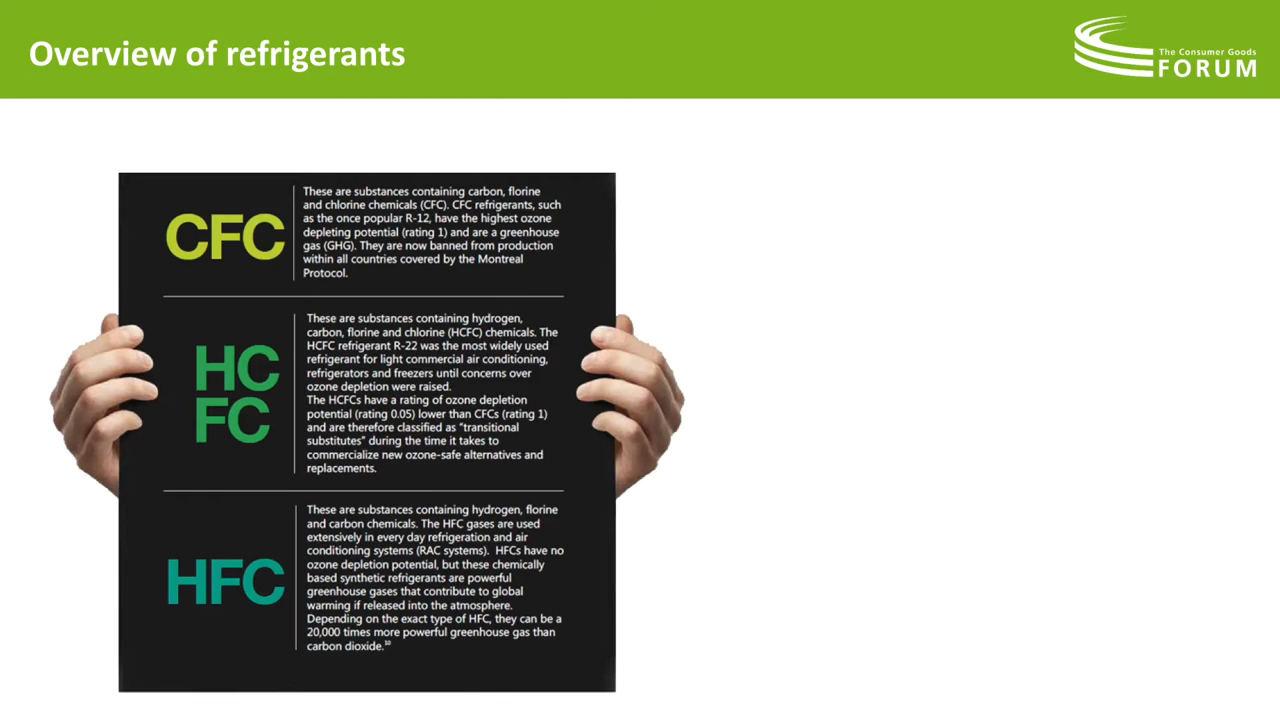 Overview of refrigerants
The Consumer Goods
FORUM
CFC
These are substances containing carbon, florine
and chlorine chemicals (CFC). CFC refrigerants, such
as the once popular R-12, have the highest ozone
depleting potential (rating 1) and are a greenhouse
gas (GHG). They are now banned from production
within all countries covered by the Montreal
Protocol.
HC
FC
These are substances containing hydrogen,
carbon, florine and chlorine (HCFC) chemicals. The
HCFC refrigerant R-22 was the most widely used
refrigerant for light commercial air conditioning,
refrigerators and freezers until concerns over
ozone depletion were raised.
The HCFCs have a rating of ozone depletion
potential (rating 0.05) lower than CFCs (rating 1)
and are therefore classified as “transitional
substitutes” during the time it takes to
commercialize new ozone-safe alternatives and
replacements.
HFC
These are substances containing hydrogen, florine
and carbon chemicals. The HFC gases are used
extensively in every day refrigeration and air
conditioning systems (RAC systems).  HFCs have no
ozone depletion potential, but these chemically
based synthetic refrigerants are powerful
greenhouse gases that contribute to global
warming if released into the atmosphere.
Depending on the exact type of HFC, they can be a
20,000 times more powerful greenhouse gas than
carbon dioxide.¹⁰